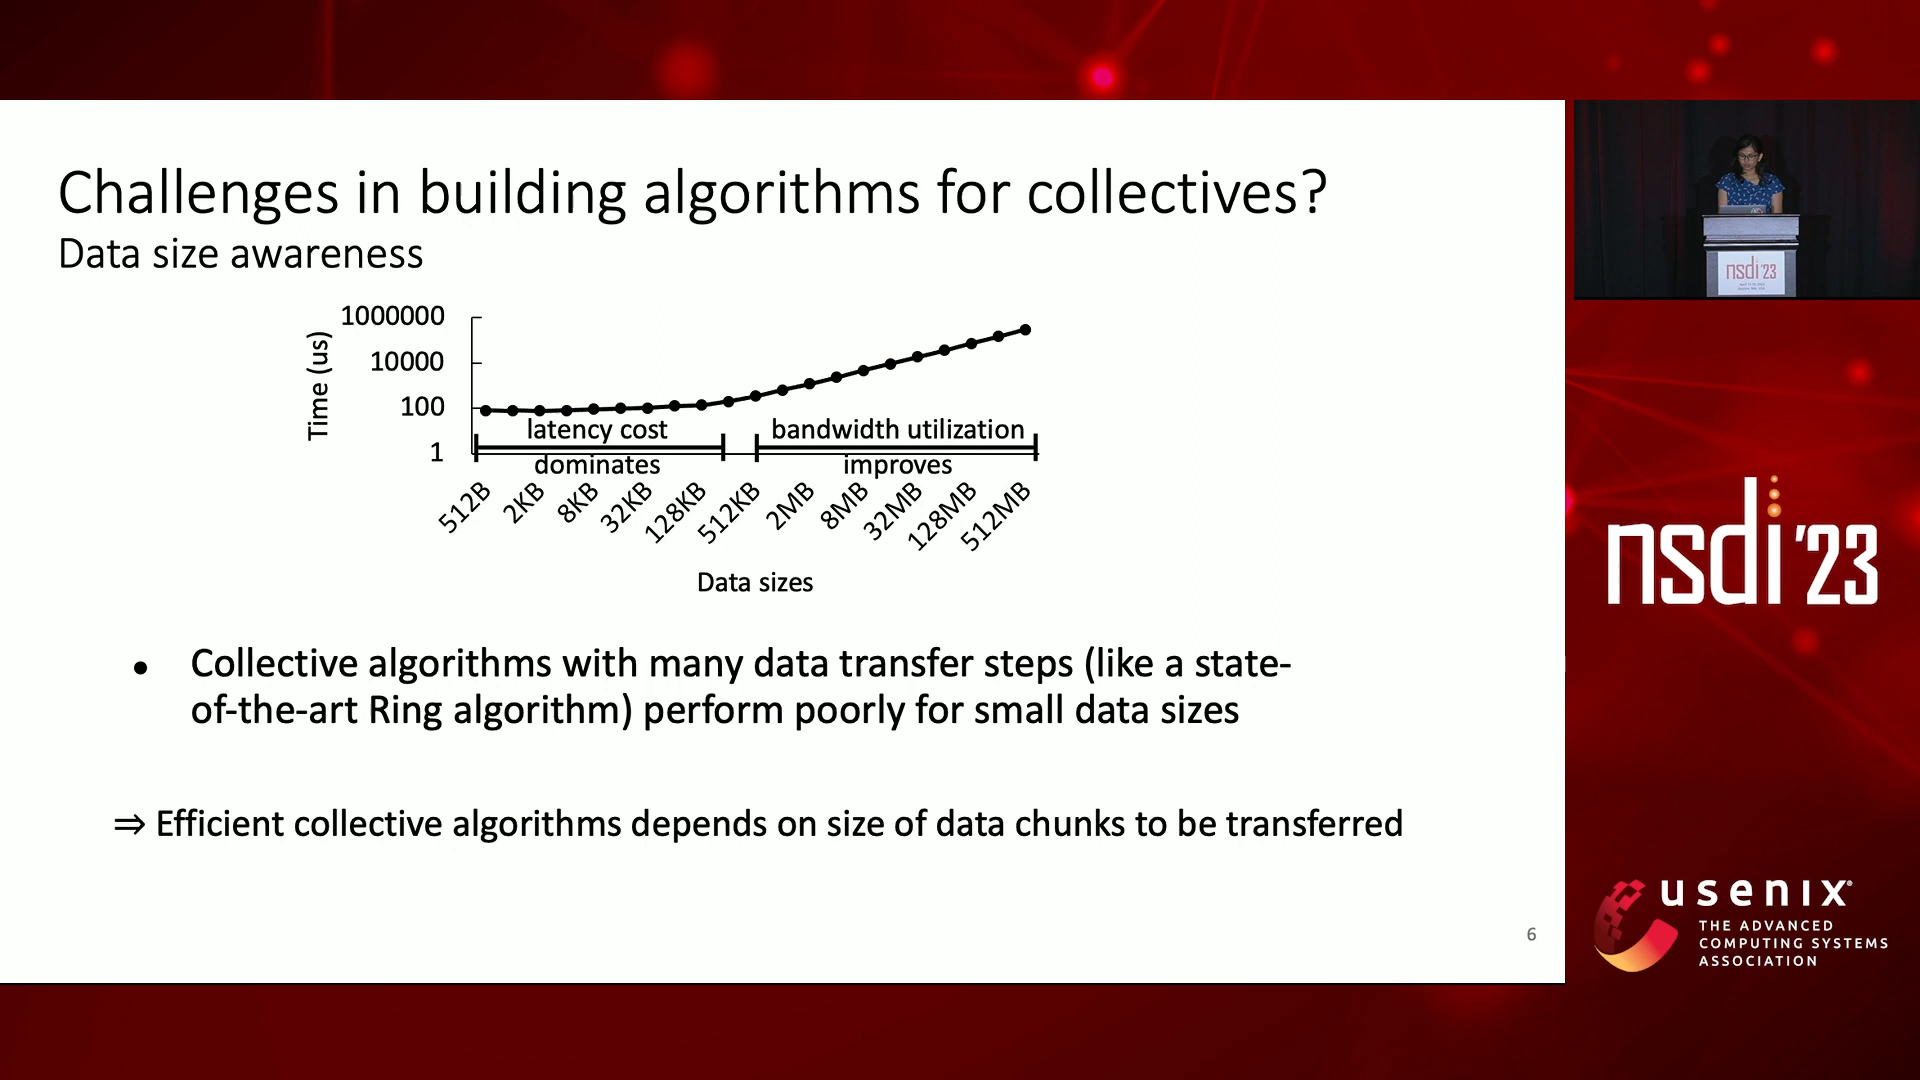 Challenges in building algorithms for collectives?
Data size awareness
Time (us)
1000000
10000
100
1
latency cost
dominates
bandwidth utilization
improves
512B
2KB
8KB
32KB
128KB
512KB
2MB
8MB
32MB
128MB
512MB
Data sizes
● Collective algorithms with many data transfer steps (like a state-
of-the-art Ring algorithm) perform poorly for small data sizes
⇒ Efficient collective algorithms depends on size of data chunks to be transferred
6
nsdi '23
nsdi '23
usenix®
THE ADVANCED
COMPUTING SYSTEMS
ASSOCIATION